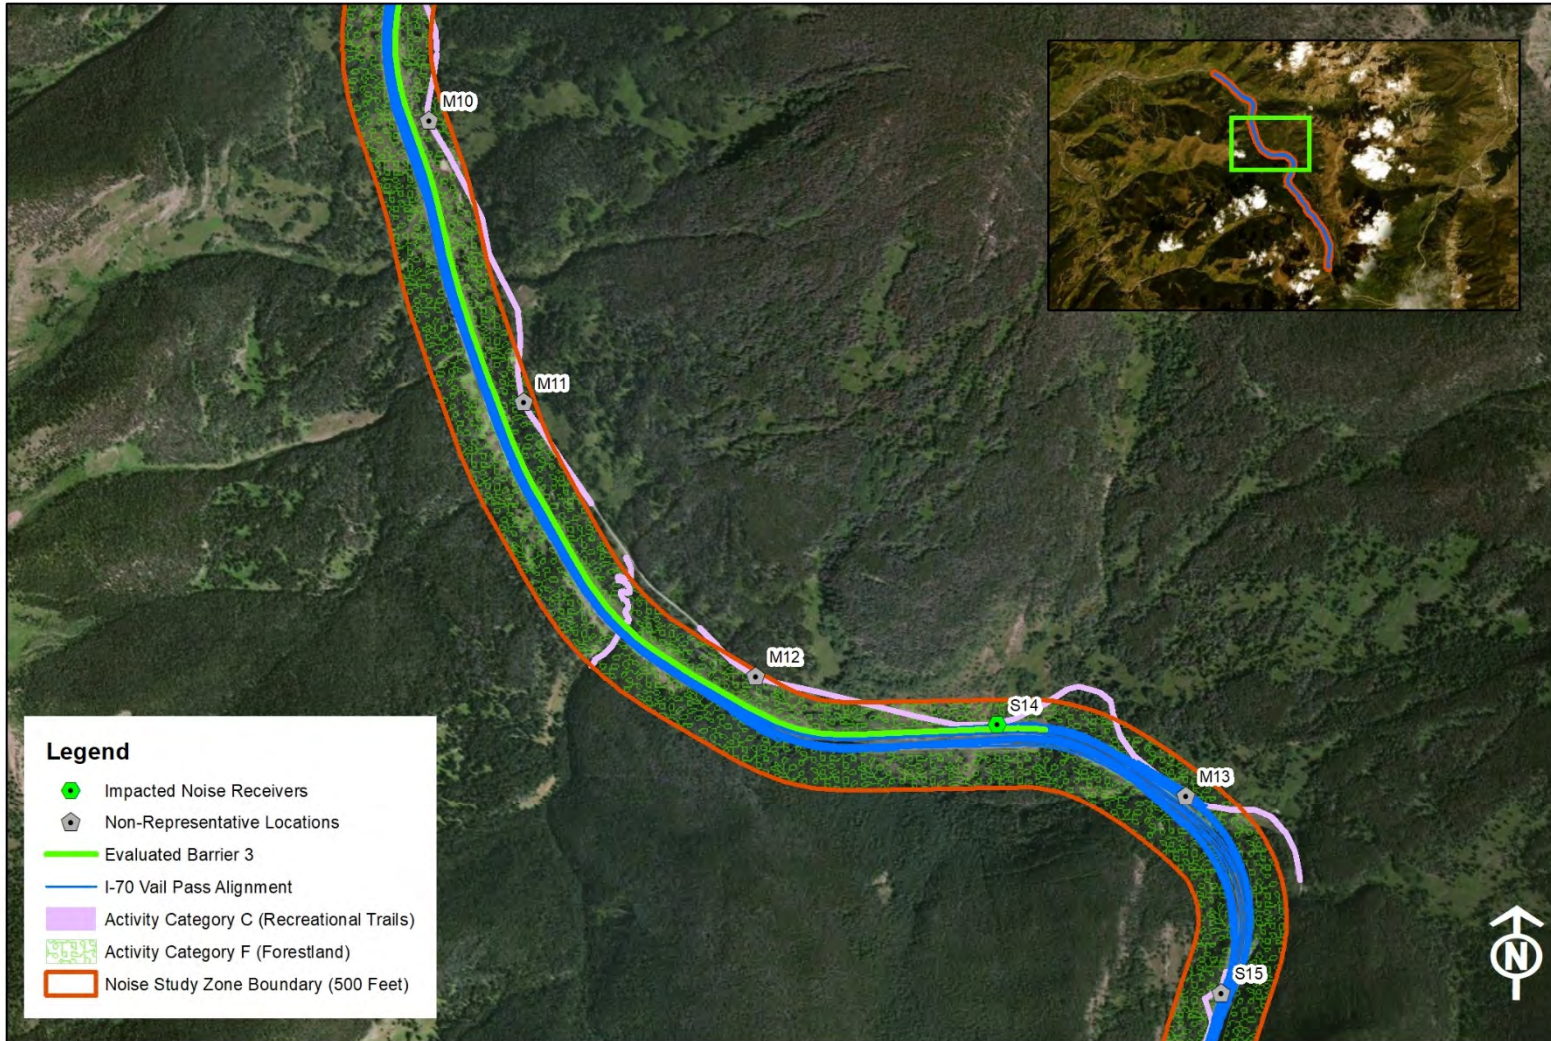 M10
M11
M12
S14
M13
S15
Legend
Impacted Noise Receivers
Non-Representative Locations
Evaluated Barrier 3
I-70 Vail Pass Alignment
Activity Category C (Recreational Trails)
Activity Category F (Forestland)
Noise Study Zone Boundary (500 Feet)
N